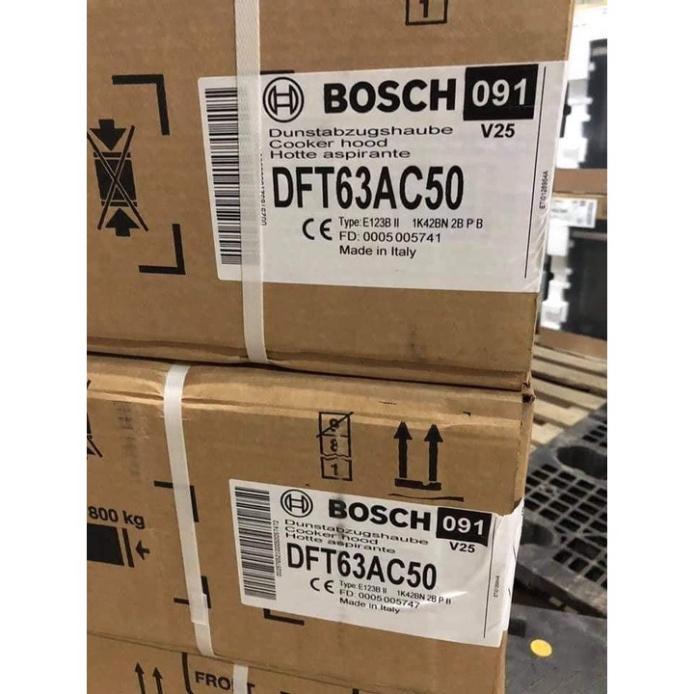 1
BOSCH 091
V25
Dunstabzugshaube
Cooker hood
Hotte aspirante
DFT63AC50
CE Type: E123B II 1K42BN 2B P B
FD: 0005 005741
Made in Italy
8
8
1
800 kg
BOSCH 091
V25
Dunstabzugshaube
Cooker hood
Hotte aspirante
DFT63AC50
CE Type: E123B II 1K42BN 2B P B
FD: 0005 005747
Made in Italy